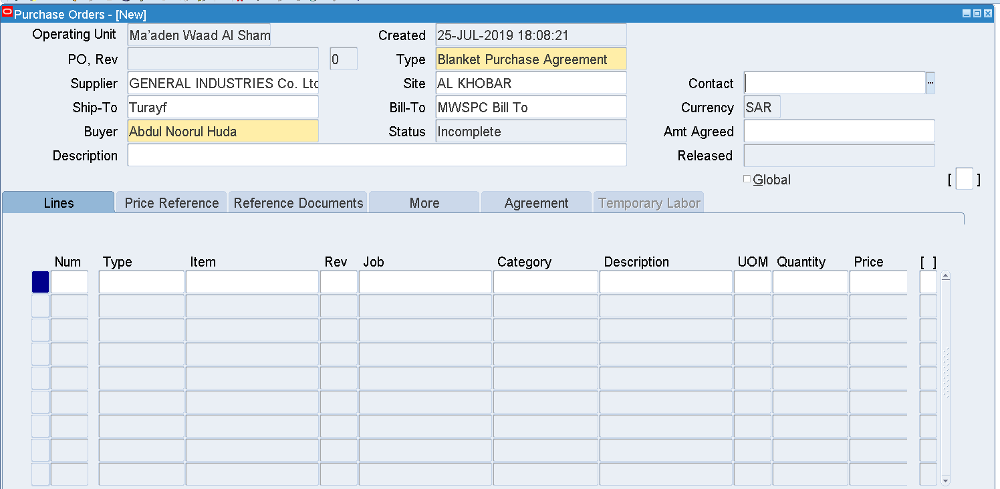 Purchase Orders - [New]
Operating Unit Ma'aden Waad Al Sham Created 25-JUL-2019 18:08:21
PO, Rev 0 Type Blanket Purchase Agreement
Supplier GENERAL INDUSTRIES Co. Ltd Site AL KHOBAR Contact ...
Ship-To Turayf Bill-To MWSPC Bill To Currency SAR
Buyer Abdul Noorul Huda Status Incomplete Amt Agreed
Description Released
Global [ ]
Lines Price Reference Reference Documents More Agreement Temporary Labor
Num Type Item Rev Job Category Description UOM Quantity Price [ ]